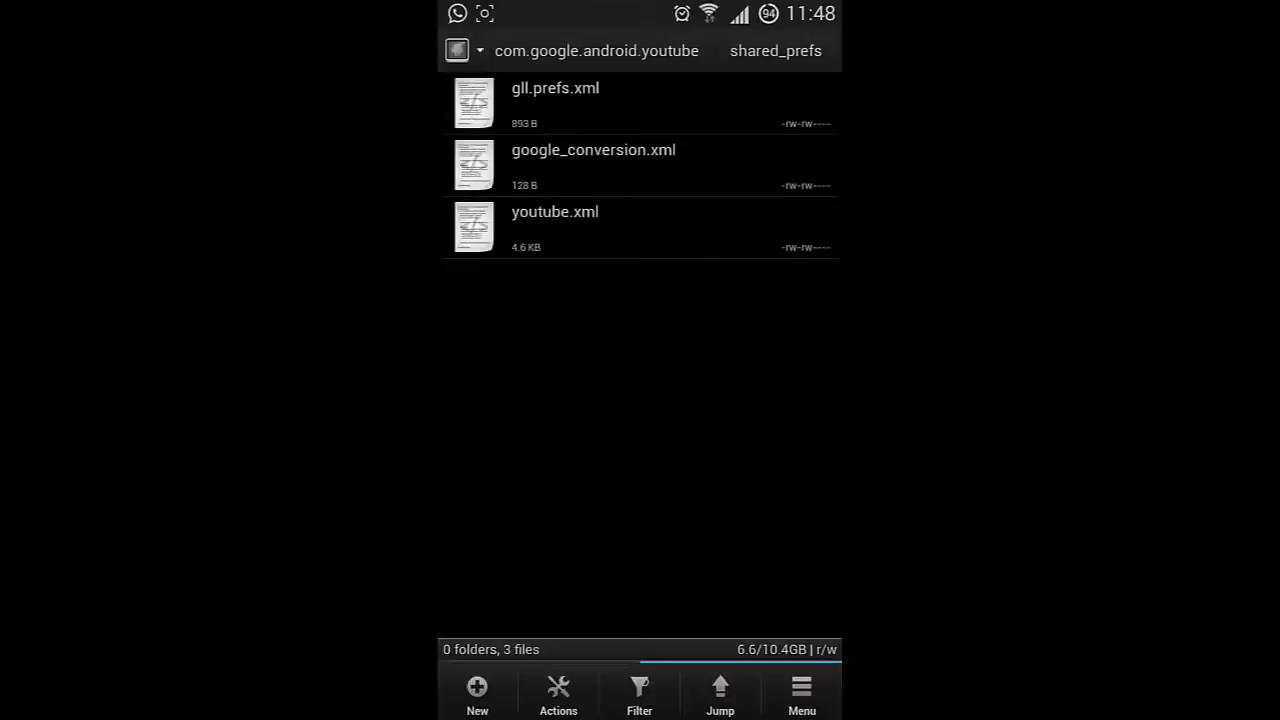 94 11:48
com.google.android.youtube shared_prefs
gll.prefs.xml
893 B -rw-rw----
google_conversion.xml
128 B -rw-rw----
youtube.xml
4.6 KB -rw-rw----
0 folders, 3 files 6.6/10.4GB | r/w
New Actions Filter Jump Menu